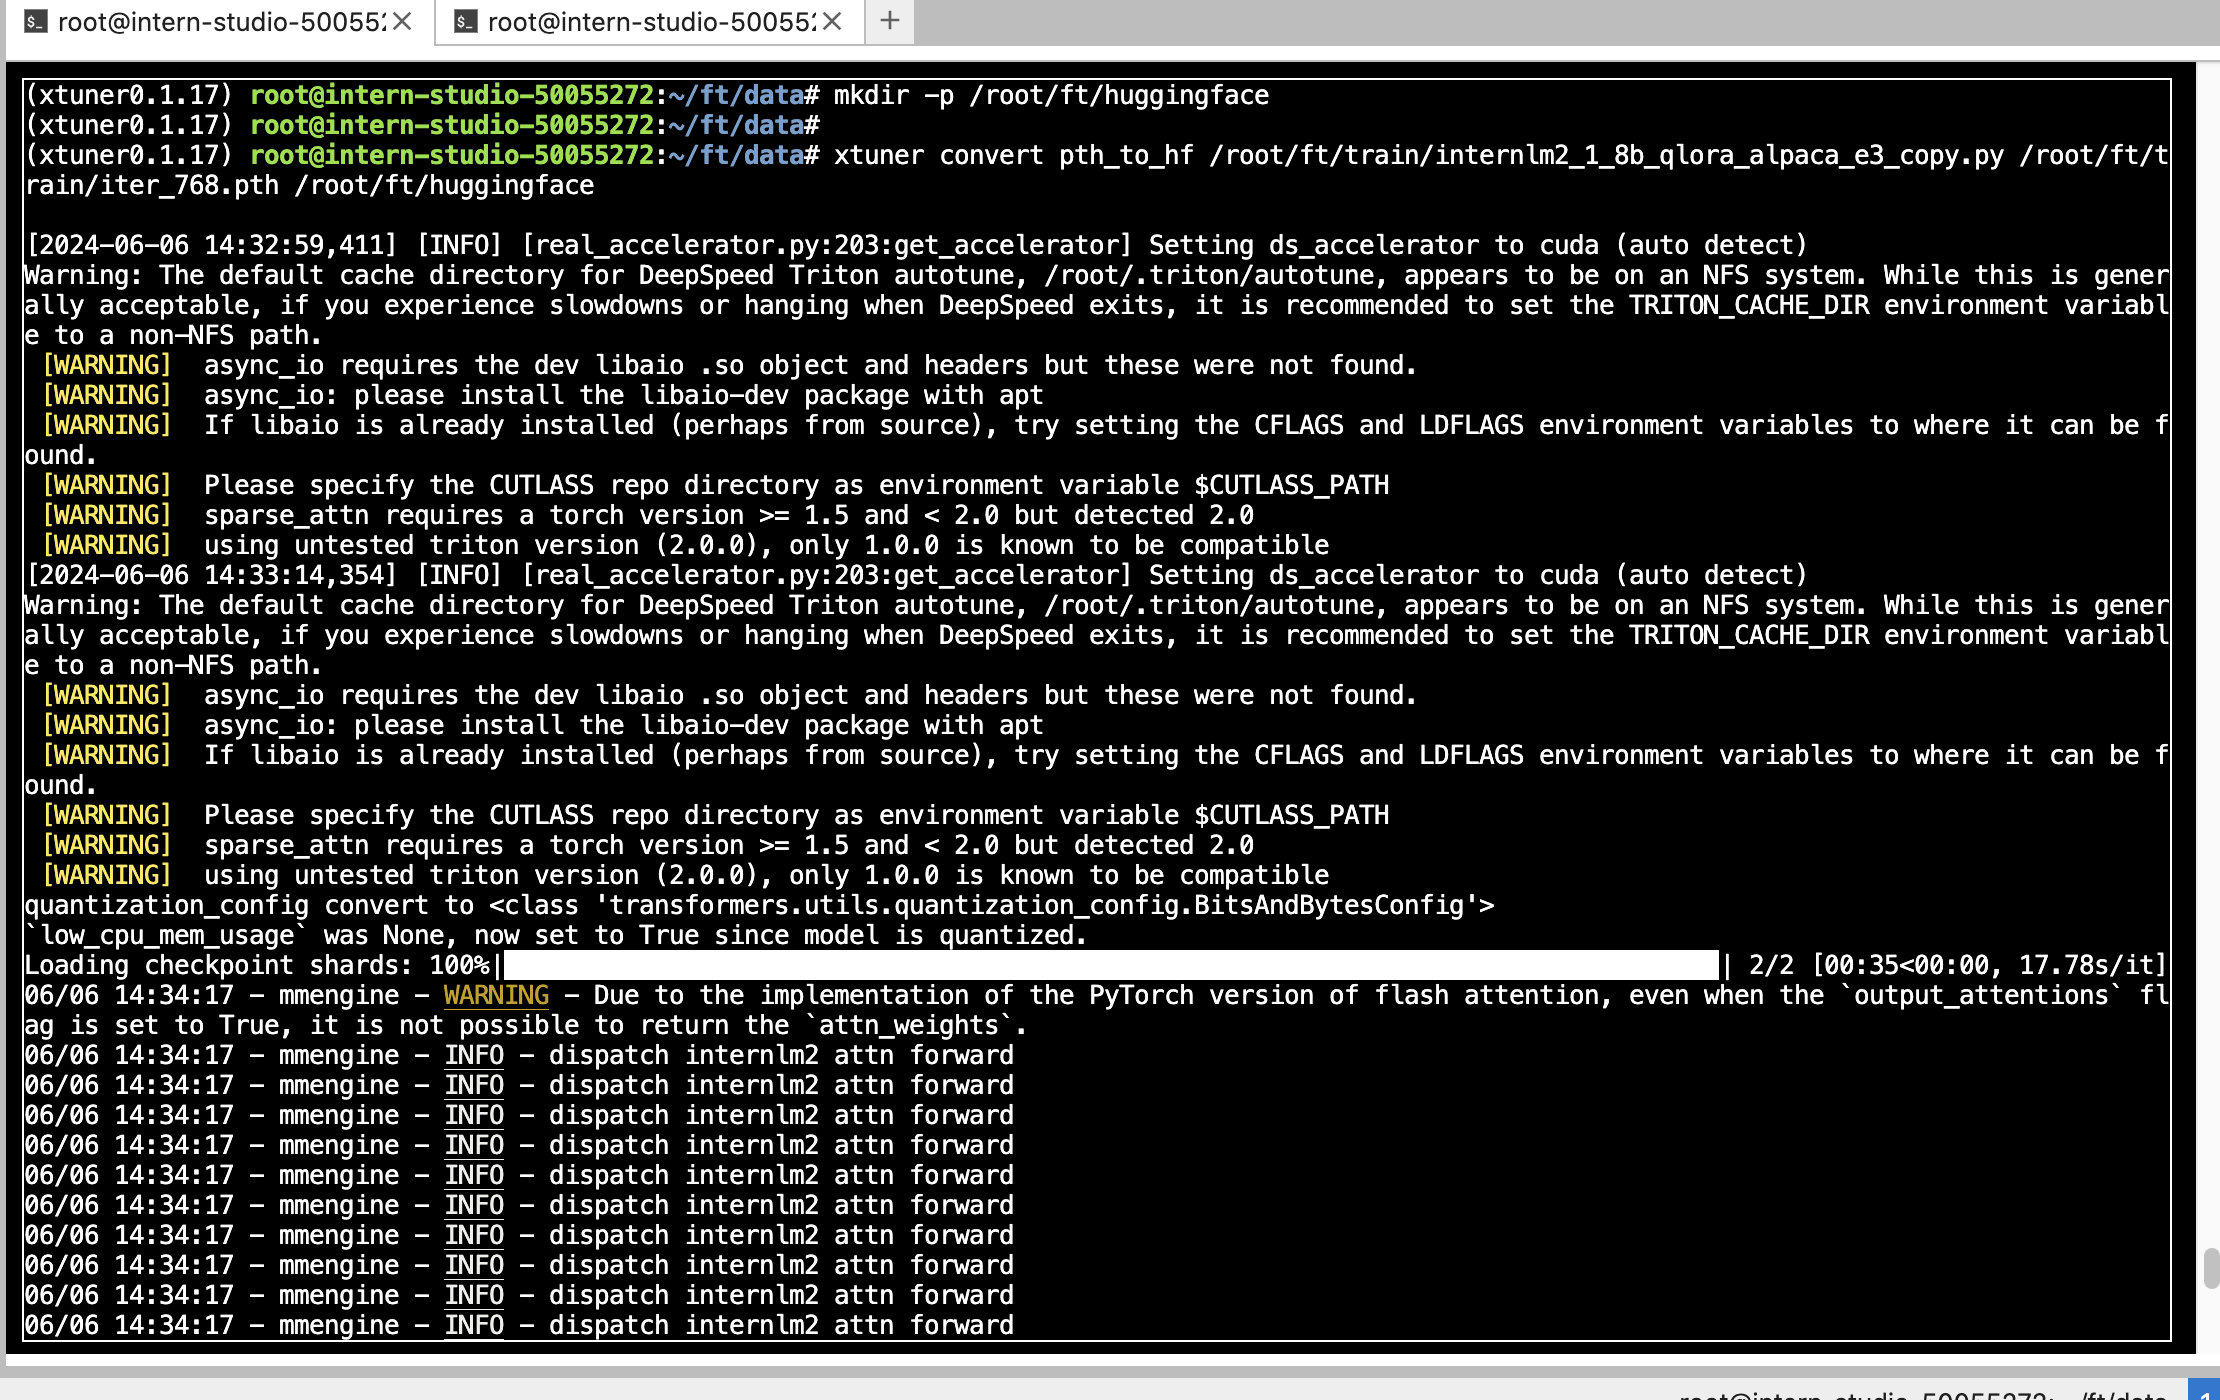 root@intern-studio-50055
root@intern-studio-50055
(xtuner0.1.17) root@intern-studio-50055272:~/ft/data# mkdir -p /root/ft/huggingface
(xtuner0.1.17) root@intern-studio-50055272:~/ft/data#
(xtuner0.1.17) root@intern-studio-50055272:~/ft/data# xtuner convert pth_to_hf /root/ft/train/internlm2_1_8b_qlora_alpaca_e3_copy.py /root/ft/t
rain/iter_768.pth /root/ft/huggingface
[2024-06-06 14:32:59,411] [INFO] [real_accelerator.py:203:get_accelerator] Setting ds_accelerator to cuda (auto detect)
Warning: The default cache directory for DeepSpeed Triton autotune, /root/.triton/autotune, appears to be on an NFS system. While this is gener
ally acceptable, if you experience slowdowns or hanging when DeepSpeed exits, it is recommended to set the TRITON_CACHE_DIR environment variabl
e to a non-NFS path.
[WARNING]  async_io requires the dev libaio .so object and headers but these were not found.
[WARNING]  async_io: please install the libaio-dev package with apt
[WARNING]  If libaio is already installed (perhaps from source), try setting the CFLAGS and LDFLAGS environment variables to where it can be f
ound.
[WARNING]  Please specify the CUTLASS repo directory as environment variable $CUTLASS_PATH
[WARNING]  sparse_attn requires a torch version >= 1.5 and < 2.0 but detected 2.0
[WARNING]  using untested triton version (2.0.0), only 1.0.0 is known to be compatible
[2024-06-06 14:33:14,354] [INFO] [real_accelerator.py:203:get_accelerator] Setting ds_accelerator to cuda (auto detect)
Warning: The default cache directory for DeepSpeed Triton autotune, /root/.triton/autotune, appears to be on an NFS system. While this is gener
ally acceptable, if you experience slowdowns or hanging when DeepSpeed exits, it is recommended to set the TRITON_CACHE_DIR environment variabl
e to a non-NFS path.
[WARNING]  async_io requires the dev libaio .so object and headers but these were not found.
[WARNING]  async_io: please install the libaio-dev package with apt
[WARNING]  If libaio is already installed (perhaps from source), try setting the CFLAGS and LDFLAGS environment variables to where it can be f
ound.
[WARNING]  Please specify the CUTLASS repo directory as environment variable $CUTLASS_PATH
[WARNING]  sparse_attn requires a torch version >= 1.5 and < 2.0 but detected 2.0
[WARNING]  using untested triton version (2.0.0), only 1.0.0 is known to be compatible
quantization_config convert to <class 'transformers.utils.quantization_config.BitsAndBytesConfig'>
`low_cpu_mem_usage` was None, now set to True since model is quantized.
Loading checkpoint shards: 100%| | 2/2 [00:35<00:00, 17.78s/it]
06/06 14:34:17 - mmengine - WARNING - Due to the implementation of the PyTorch version of flash attention, even when the `output_attentions` fl
ag is set to True, it is not possible to return the `attn_weights`.
06/06 14:34:17 - mmengine - INFO - dispatch internlm2 attn forward
06/06 14:34:17 - mmengine - INFO - dispatch internlm2 attn forward
06/06 14:34:17 - mmengine - INFO - dispatch internlm2 attn forward
06/06 14:34:17 - mmengine - INFO - dispatch internlm2 attn forward
06/06 14:34:17 - mmengine - INFO - dispatch internlm2 attn forward
06/06 14:34:17 - mmengine - INFO - dispatch internlm2 attn forward
06/06 14:34:17 - mmengine - INFO - dispatch internlm2 attn forward
06/06 14:34:17 - mmengine - INFO - dispatch internlm2 attn forward
06/06 14:34:17 - mmengine - INFO - dispatch internlm2 attn forward
06/06 14:34:17 - mmengine - INFO - dispatch internlm2 attn forward